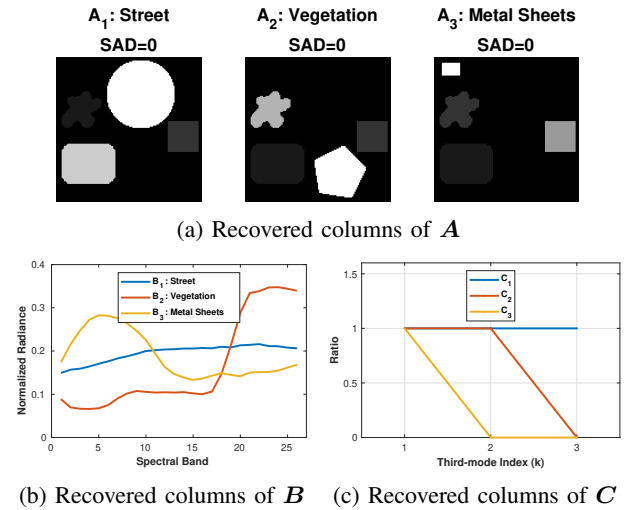 A1: Street A2: Vegetation A3: Metal Sheets
SAD=0 SAD=0 SAD=0
(a) Recovered columns of A
0.4
0.3
0.2
0.1
0
Normalized Radiance
B1: Street
B2: Vegetation
B3: Metal Sheets
0 5 10 15 20 25
Spectral Band
1.5
1
0.5
0
Ratio
C1
C2
C3
1 2 3
Third-mode Index (k)
(b) Recovered columns of B (c) Recovered columns of C